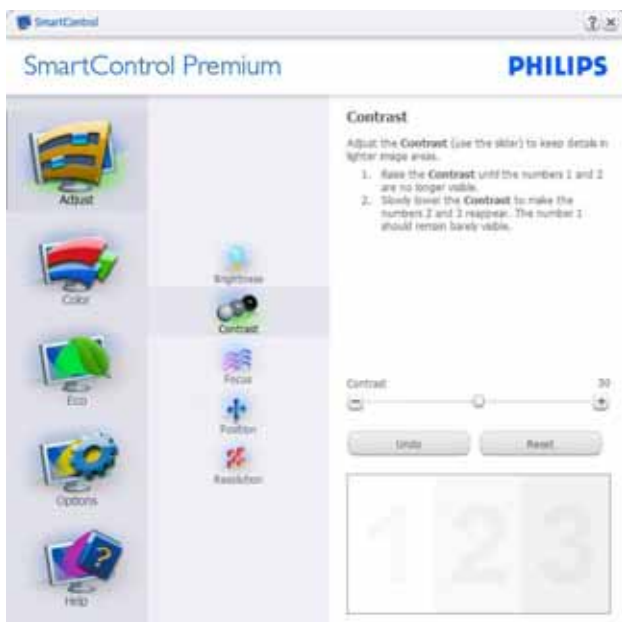 SmartControl
SmartControl Premium
PHILIPS
Adjust
Color
Eco
Options
Help
Brightness
Contrast
Focus
Position
Resolution
Contrast
Adjust the Contrast (use the slider) to keep details in
lighter image areas.
1. Raise the Contrast until the numbers 1 and 2
are no longer visible.
2. Slowly lower the Contrast to make the
numbers 2 and 3 reappear. The number 1
should remain barely visible.
Contrast
50
Undo
Reset
1 2 3